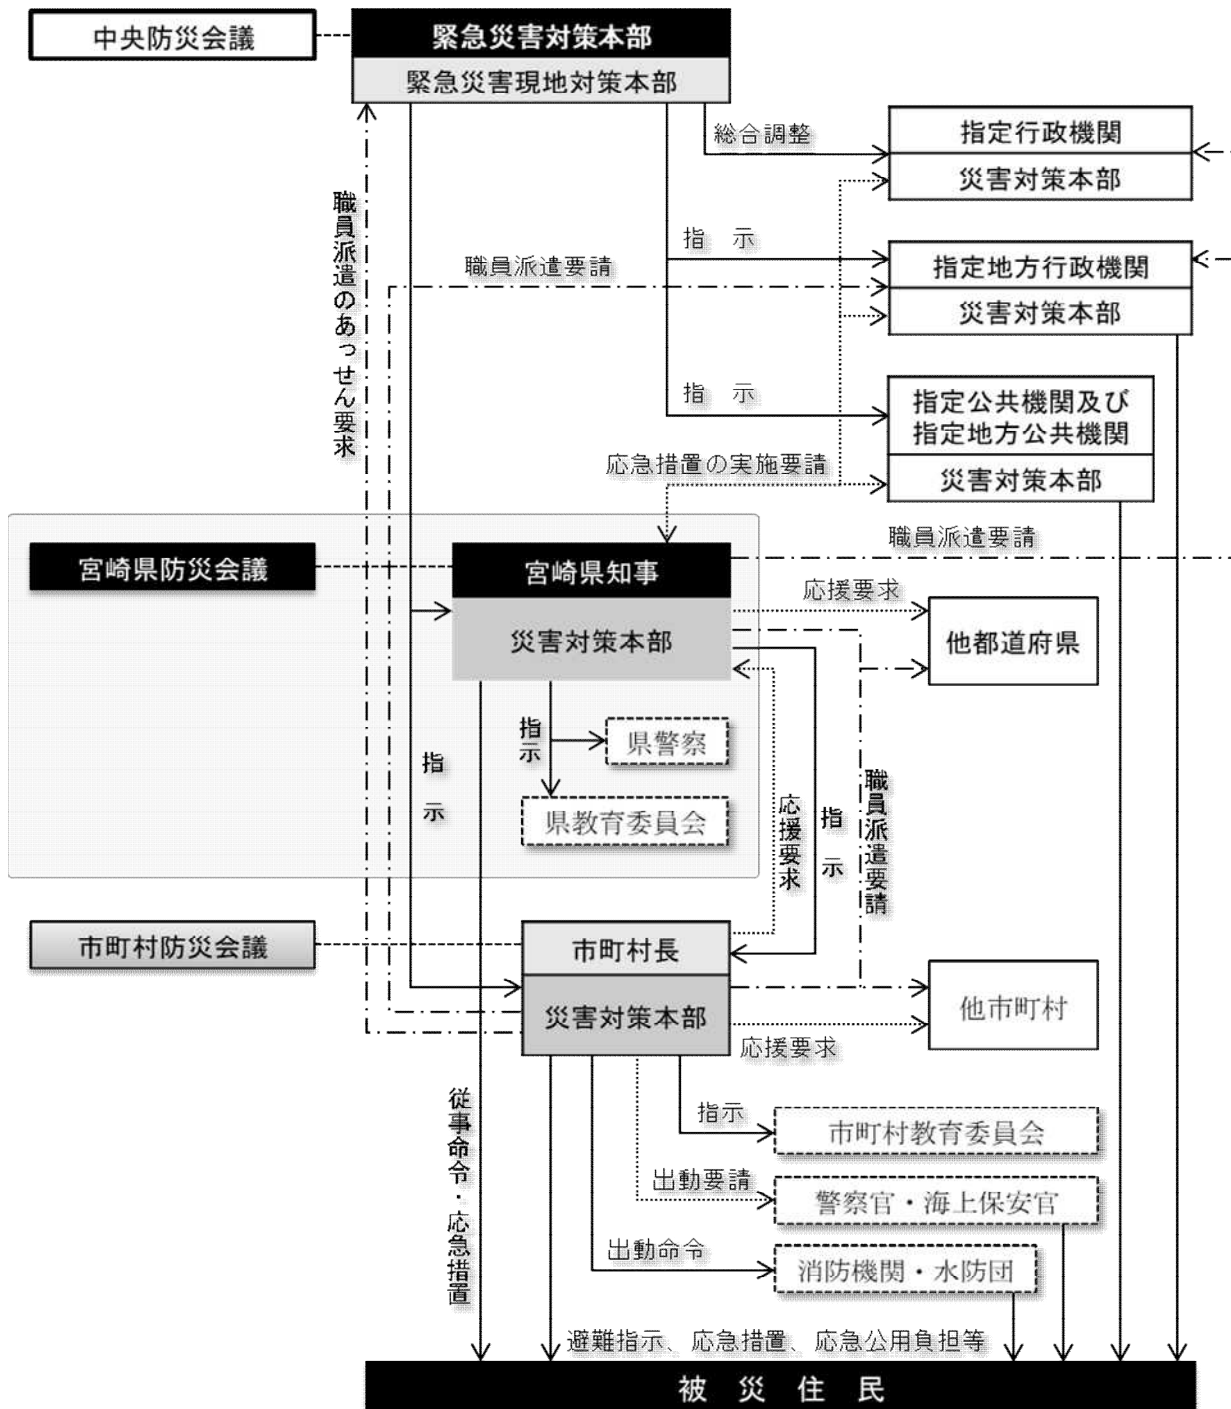 中央防災会議
緊急災害対策本部
緊急災害現地対策本部
総合調整
指定行政機関
災害対策本部
職員派遣のあっせん要求
指　示
職員派遣要請
指定地方行政機関
災害対策本部
指　示
指定公共機関及び
指定地方公共機関
災害対策本部
応急措置の実施要請
職員派遣要請
宮崎県防災会議
宮崎県知事
災害対策本部
応援要求
他都道府県
指示
県警察
県教育委員会
指　示
応援要求
指　示
職員派遣要請
市町村防災会議
市町村長
災害対策本部
他市町村
応援要求
従事命令・応急措置
指示
市町村教育委員会
出動要請
警察官・海上保安官
出動命令
消防機関・水防団
避難指示、応急措置、応急公用負担等
被　災　住　民